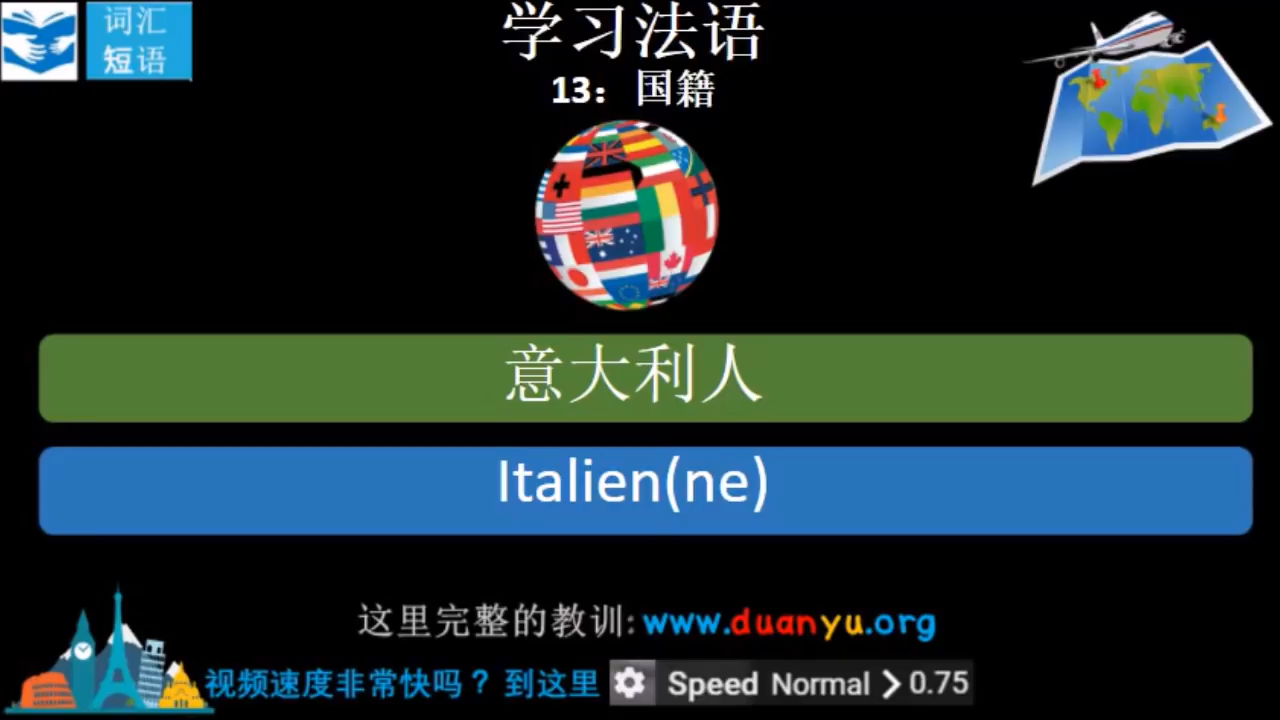 词汇
短语
学习法语
13：国籍
意大利人
Italien(ne)
这里完整的教训: www.duanyu.org
视频速度非常快吗？到这里 Speed Normal > 0.75